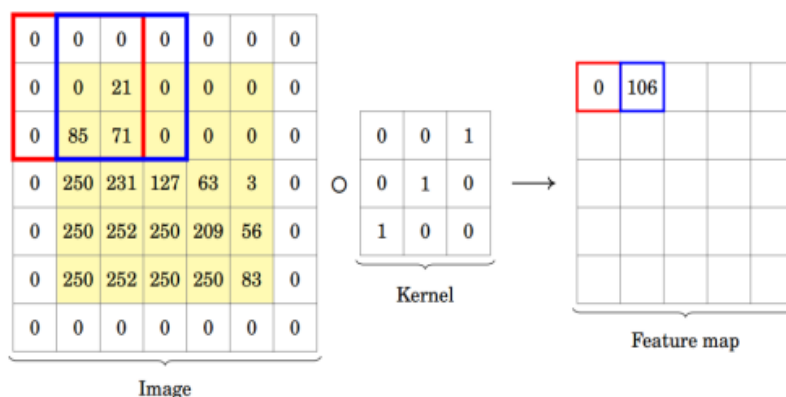 0 0 0 0 0 0 0
0 0 21 0 0 0 0
0 85 71 0 0 0 0
0 250 231 127 63 3 0
0 250 252 250 209 56 0
0 250 252 250 250 83 0
0 0 0 0 0 0 0
Image
0 0 1
0 1 0
1 0 0
Kernel
0 106
Feature map